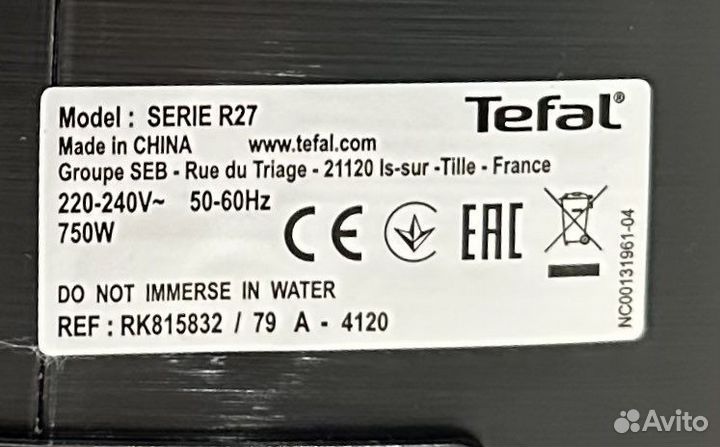 Model : SERIE R27
Tefal®
Made in CHINA www.tefal.com
Groupe SEB - Rue du Triage - 21120 Is-sur -Tille - France
220-240V~ 50-60Hz
750W
CE EAC
DO NOT IMMERSE IN WATER
REF : RK815832 / 79 A - 4120
NC00131961-04
Avito